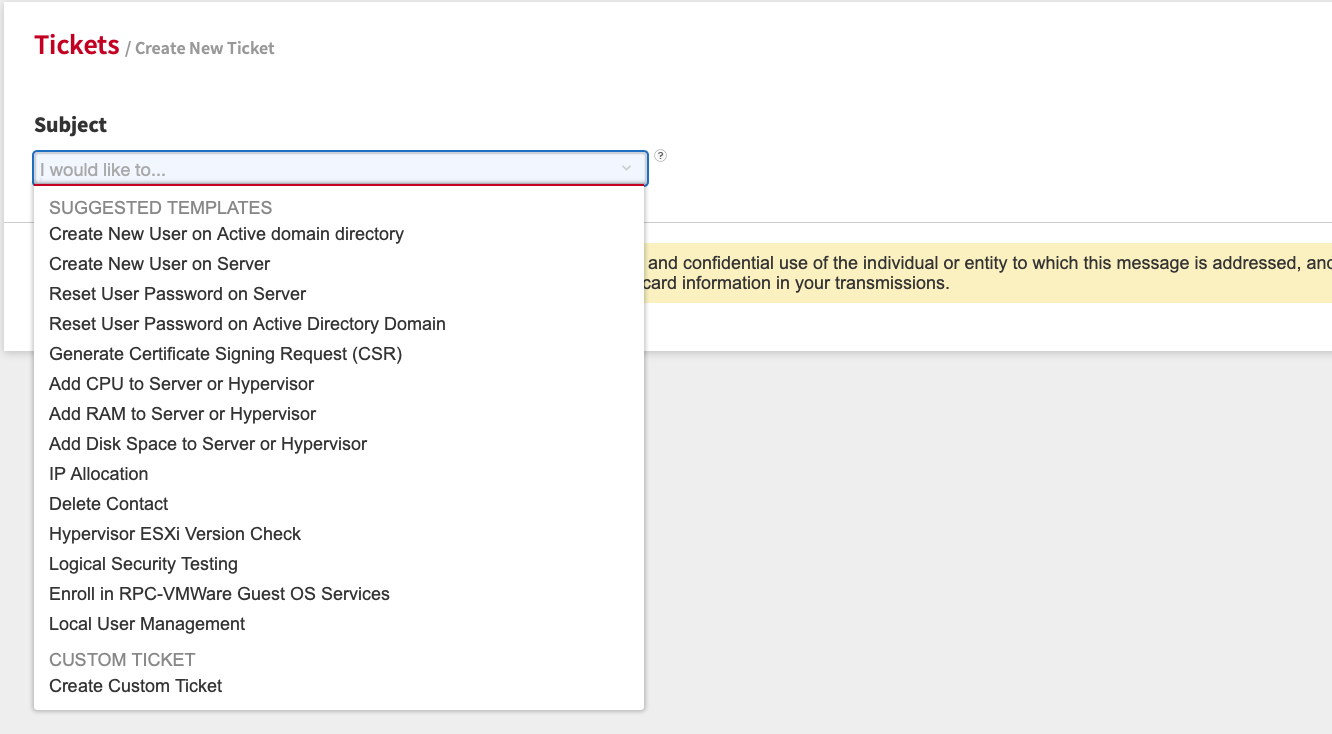 Tickets / Create New Ticket
Subject
I would like to...
?
SUGGESTED TEMPLATES
Create New User on Active domain directory
Create New User on Server
and confidential use of the individual or entity to which this message is addressed, and
card information in your transmissions.
Reset User Password on Server
Reset User Password on Active Directory Domain
Generate Certificate Signing Request (CSR)
Add CPU to Server or Hypervisor
Add RAM to Server or Hypervisor
Add Disk Space to Server or Hypervisor
IP Allocation
Delete Contact
Hypervisor ESXi Version Check
Logical Security Testing
Enroll in RPC-VMWare Guest OS Services
Local User Management
CUSTOM TICKET
Create Custom Ticket